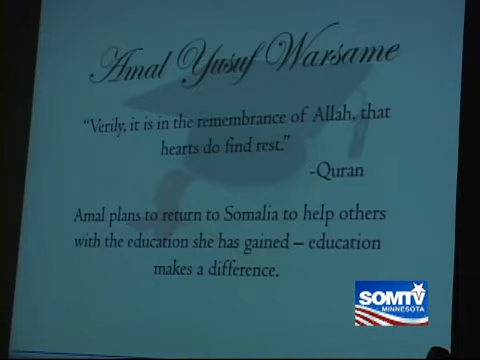 Amal Yusuf Warsame
"Verily, it is in the remembrance of Allah, that
hearts do find rest."
-Quran
Amal plans to return to Somalia to help others
with the education she has gained – education
makes a difference.
SOMTV
MINNESOTA